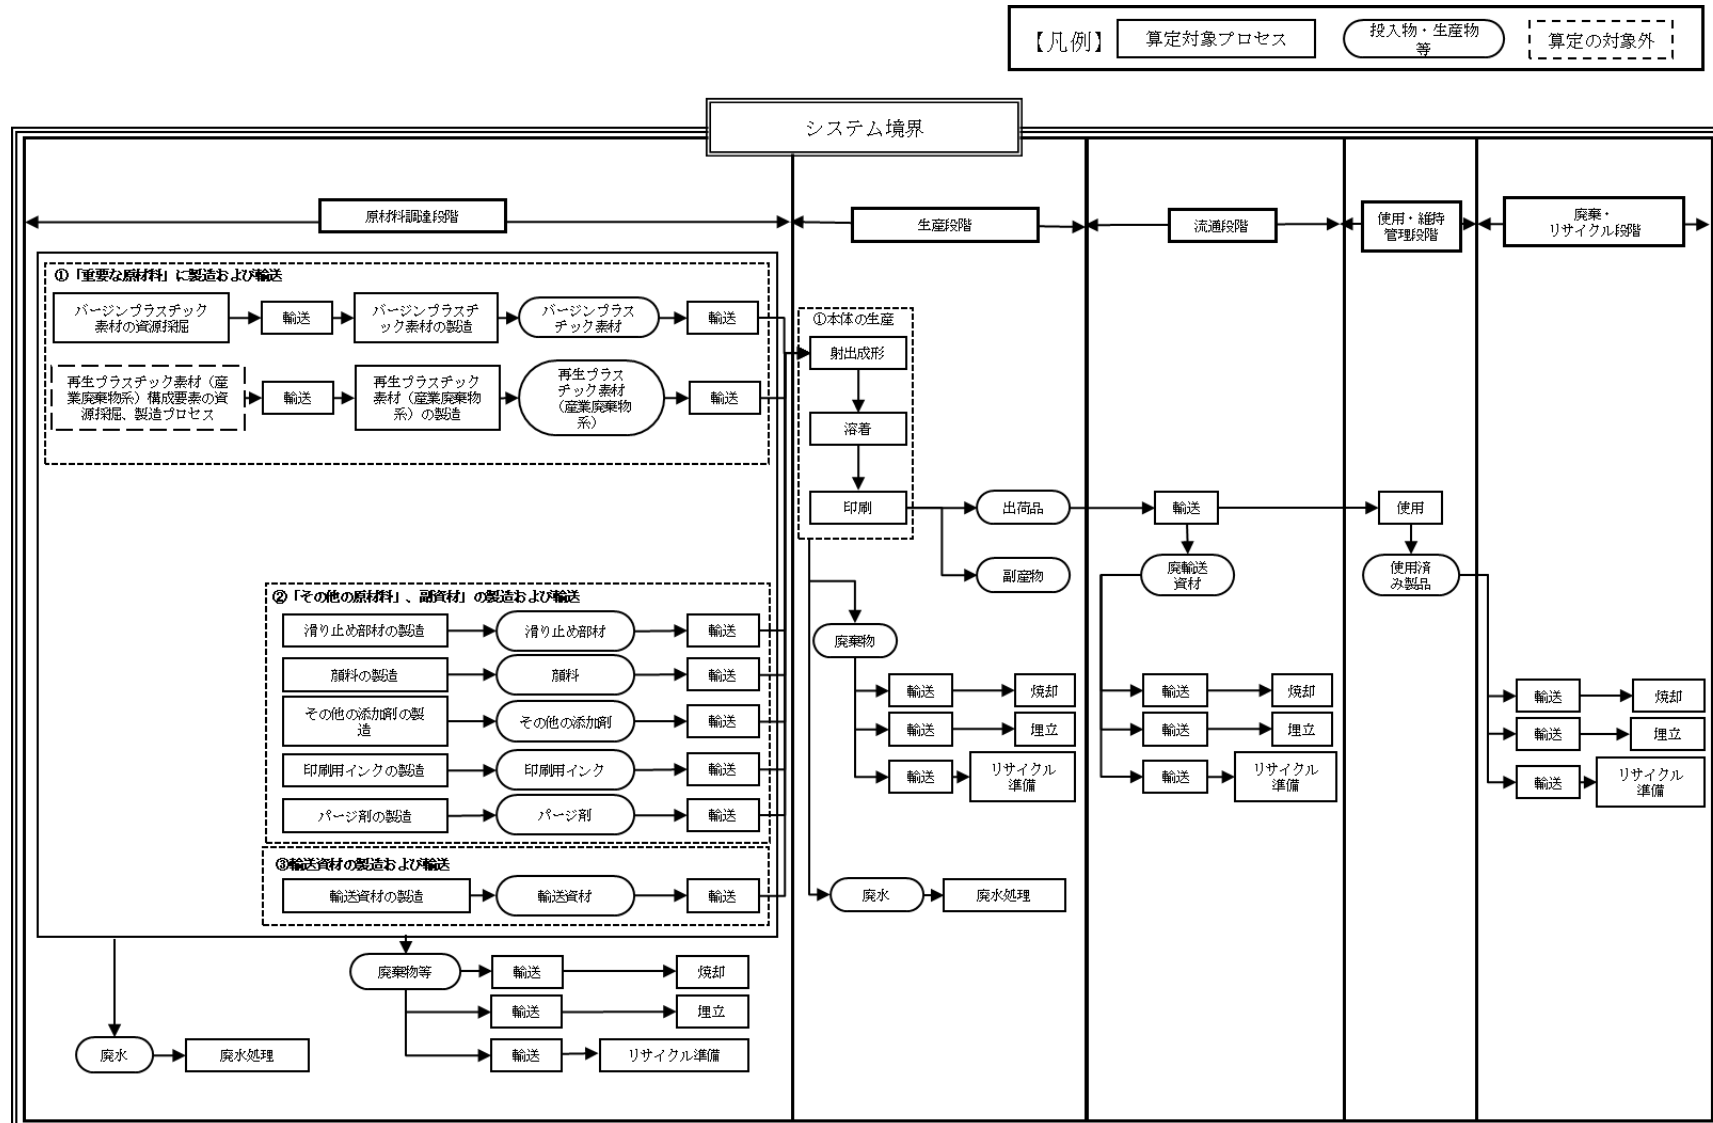 【凡例】
算定対象プロセス
投入物・生産物
等
算定の対象外
システム境界
原材料調達段階
生産段階
流通段階
使用・維持
管理段階
廃棄・
リサイクル段階
①「重要な原材料」に製造および輸送
バージンプラスチック
素材の資源採掘
輸送
バージンプラスチ
ック素材の製造
バージンプラス
チック素材
輸送
再生プラスチック素材（産
業廃棄物系）構成要素の資
源採掘、製造プロセス
輸送
再生プラスチック
素材（産業廃棄物
系）の製造
再生プラス
チック素材
（産業廃棄物
系）
輸送
②「その他の原材料」、副資材」の製造および輸送
滑り止め部材の製造
滑り止め部材
輸送
顔料の製造
顔料
輸送
その他の添加剤の製
造
その他の添加剤
輸送
印刷用インクの製造
印刷用インク
輸送
パージ剤の製造
パージ剤
輸送
③輸送資材の製造および輸送
輸送資材の製造
輸送資材
輸送
廃棄物等
輸送
焼却
輸送
埋立
輸送
リサイクル準備
廃水
廃水処理
①本体の生産
射出成形
溶着
印刷
出荷品
副産物
廃棄物
輸送
焼却
輸送
埋立
輸送
リサイクル
準備
廃水
廃水処理
輸送
廃輸送
資材
輸送
焼却
輸送
埋立
輸送
リサイクル
準備
使用
使用済
み製品
輸送
焼却
輸送
埋立
輸送
リサイクル
準備